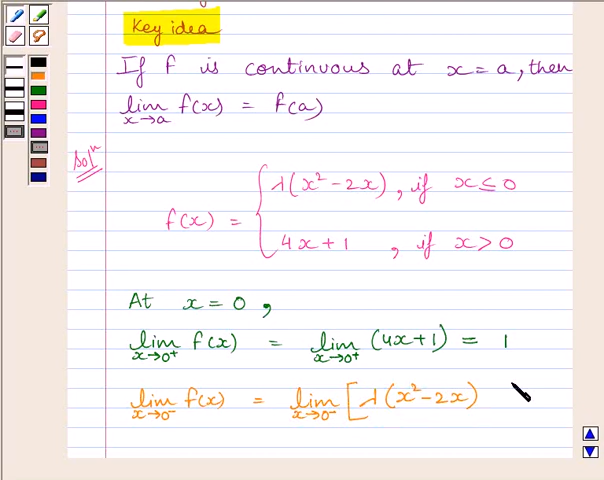 Key idea
If f is continuous at x = a, then
lim x→a f(x) = f(a)
Solⁿ
f(x) = { λ(x² − 2x), if x ≤ 0
4x + 1 , if x > 0
At x = 0 ,
lim x→0⁺ f(x) = lim x→0⁺ (4x+1) = 1
lim x→0⁻ f(x) = lim x→0⁻ [λ(x² − 2x)